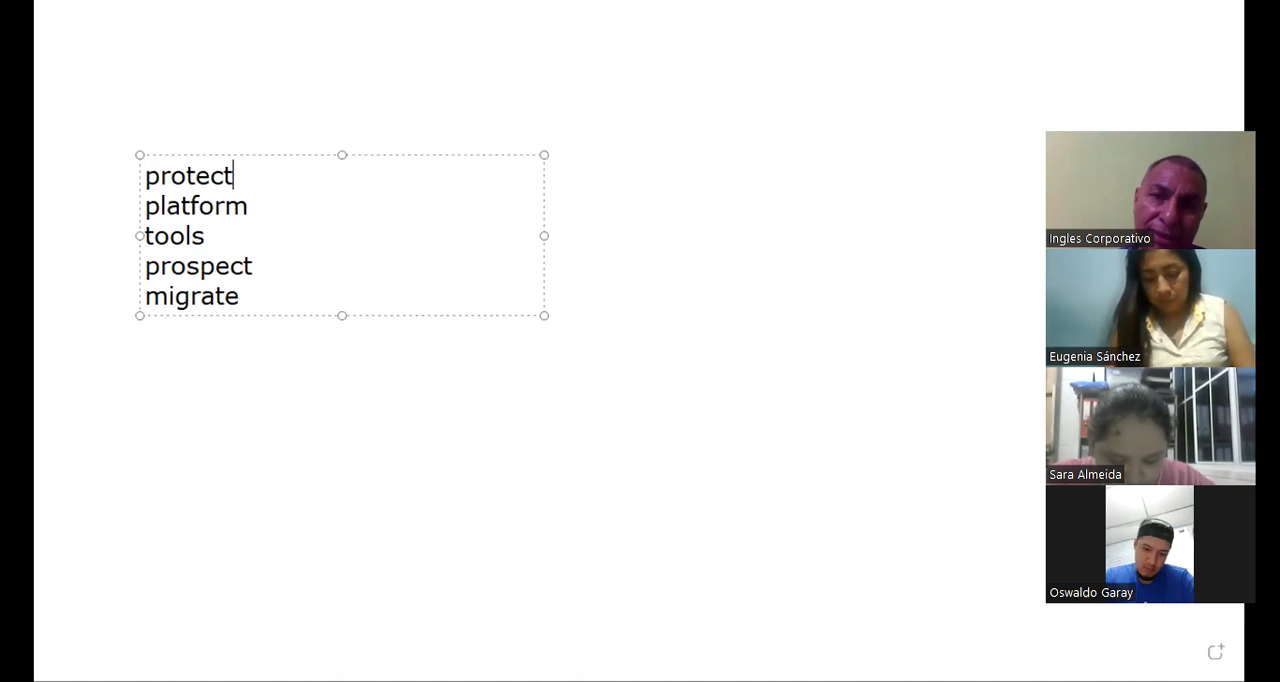 protect
platform
tools
prospect
migrate
Ingles Corporativo
Eugenia Sánchez
Sara Almeida
Oswaldo Garay